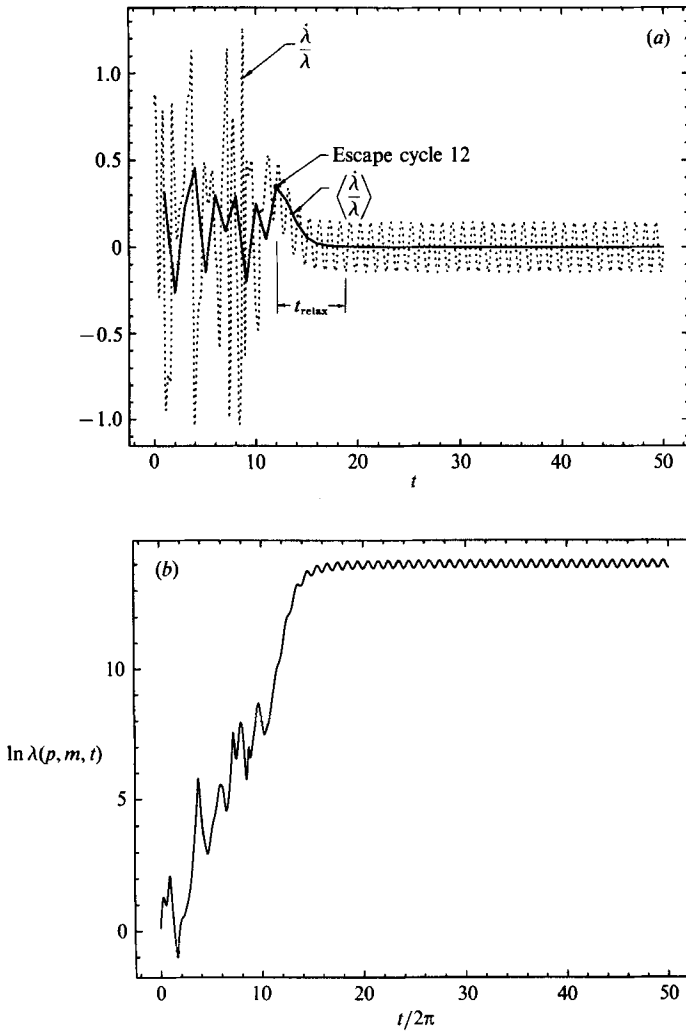 (a)
λ̇
λ
1.0
0.5
Escape cycle 12
⟨λ̇/λ⟩
0
t_relax
−0.5
−1.0
0 10 20 30 40 50
t
(b)
10
ln λ(p, m, t)
5
0
0 10 20 30 40 50
t/2π